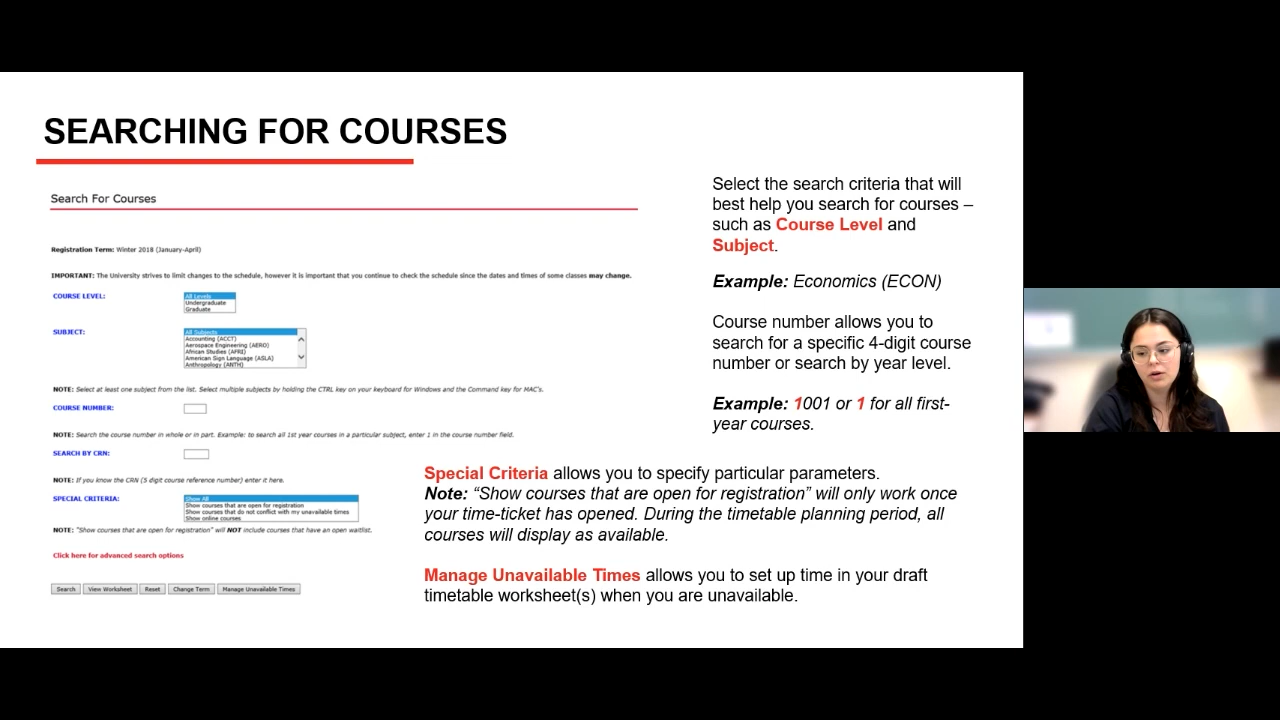 SEARCHING FOR COURSES
Search For Courses
Registration Term: Winter 2018 (January-April)
IMPORTANT: The University strives to limit changes to the schedule, however it is important that you continue to check the schedule since the dates and times of some classes may change.
COURSE LEVEL:
All Levels
Undergraduate
Graduate
SUBJECT:
All Subjects
Accounting (ACCT)
Aerospace Engineering (AERO)
African Studies (AFRI)
American Sign Language (ASLA)
Anthropology (ANTH)
NOTE: Select at least one subject from the list. Select multiple subjects by holding the CTRL key on your keyboard for Windows and the Command key for MAC's.
COURSE NUMBER:
NOTE: Search the course number in whole or in part. Example: to search all 1st year courses in a particular subject, enter 1 in the course number field.
SEARCH BY CRN:
NOTE: If you know the CRN (5 digit course reference number) enter it here.
SPECIAL CRITERIA:
Show All
Show courses that are open for registration
Show courses that do not conflict with my unavailable times
Show online courses
NOTE: "Show courses that are open for registration" will NOT include courses that have an open waitlist.
Click here for advanced search options
Search View Worksheet Reset Change Term Manage Unavailable Times
Select the search criteria that will
best help you search for courses –
such as Course Level and
Subject.
Example: Economics (ECON)
Course number allows you to
search for a specific 4-digit course
number or search by year level.
Example: 1001 or 1 for all first-
year courses.
Special Criteria allows you to specify particular parameters.
Note: “Show courses that are open for registration” will only work once
your time-ticket has opened. During the timetable planning period, all
courses will display as available.
Manage Unavailable Times allows you to set up time in your draft
timetable worksheet(s) when you are unavailable.